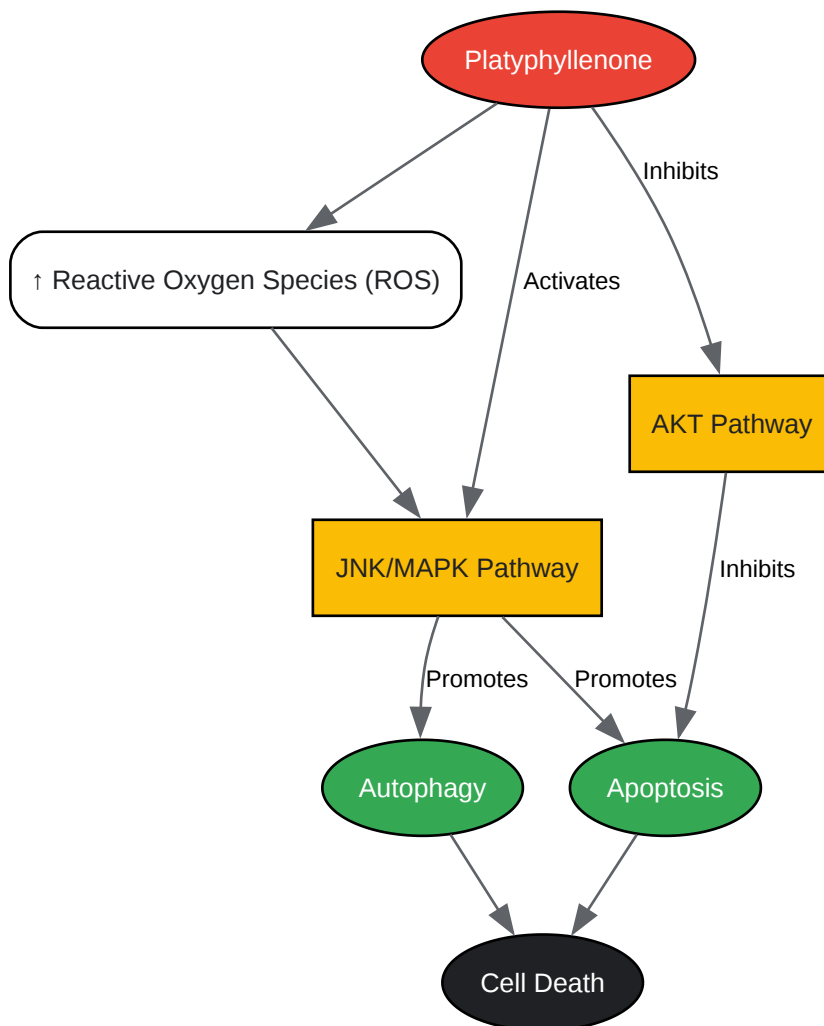 Platyphyllenone
Inhibits
↑ Reactive Oxygen Species (ROS)
Activates
AKT Pathway
JNK/MAPK Pathway
Inhibits
Promotes
Promotes
Autophagy
Apoptosis
Cell Death